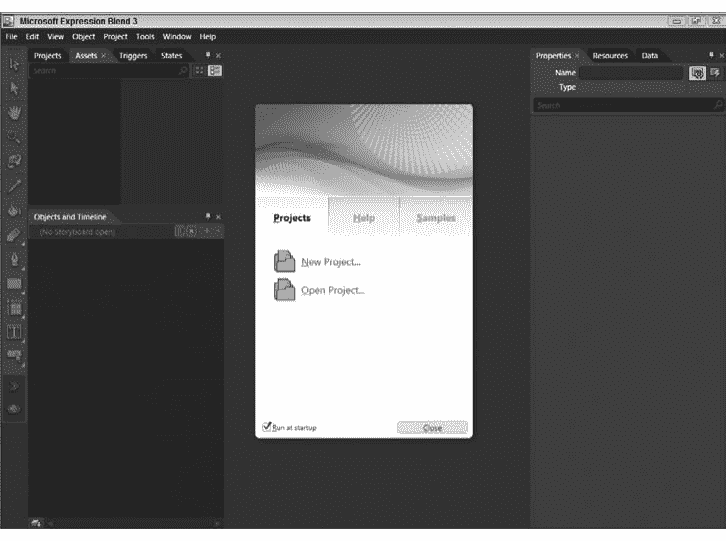 Microsoft Expression Blend 3
File Edit View Object Project Tools Window Help
Projects Assets × Triggers States
Search
Objects and Timeline
(No Storyboard open)
Projects Help Samples
New Project...
Open Project...
Run at startup Close
Properties × Resources Data
Name
Type
Search